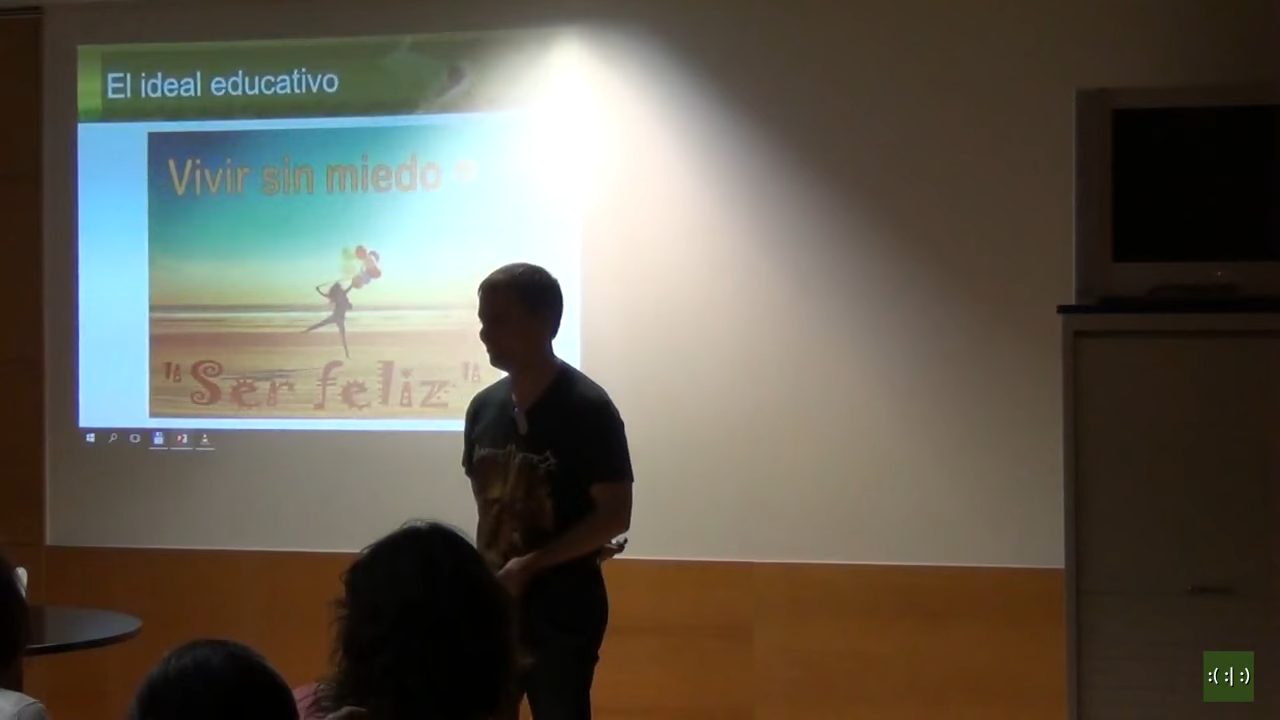 El ideal educativo
Vivir sin miedo
"Ser feliz"
:( :| :)